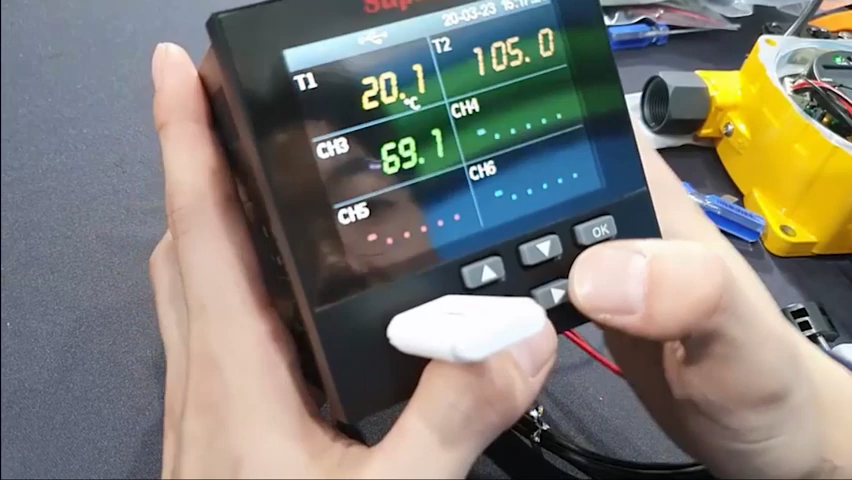 20-03-23
T1 T2
20.1 105.0
°C
CH3 CH4
69.1
CH5 CH6
OK